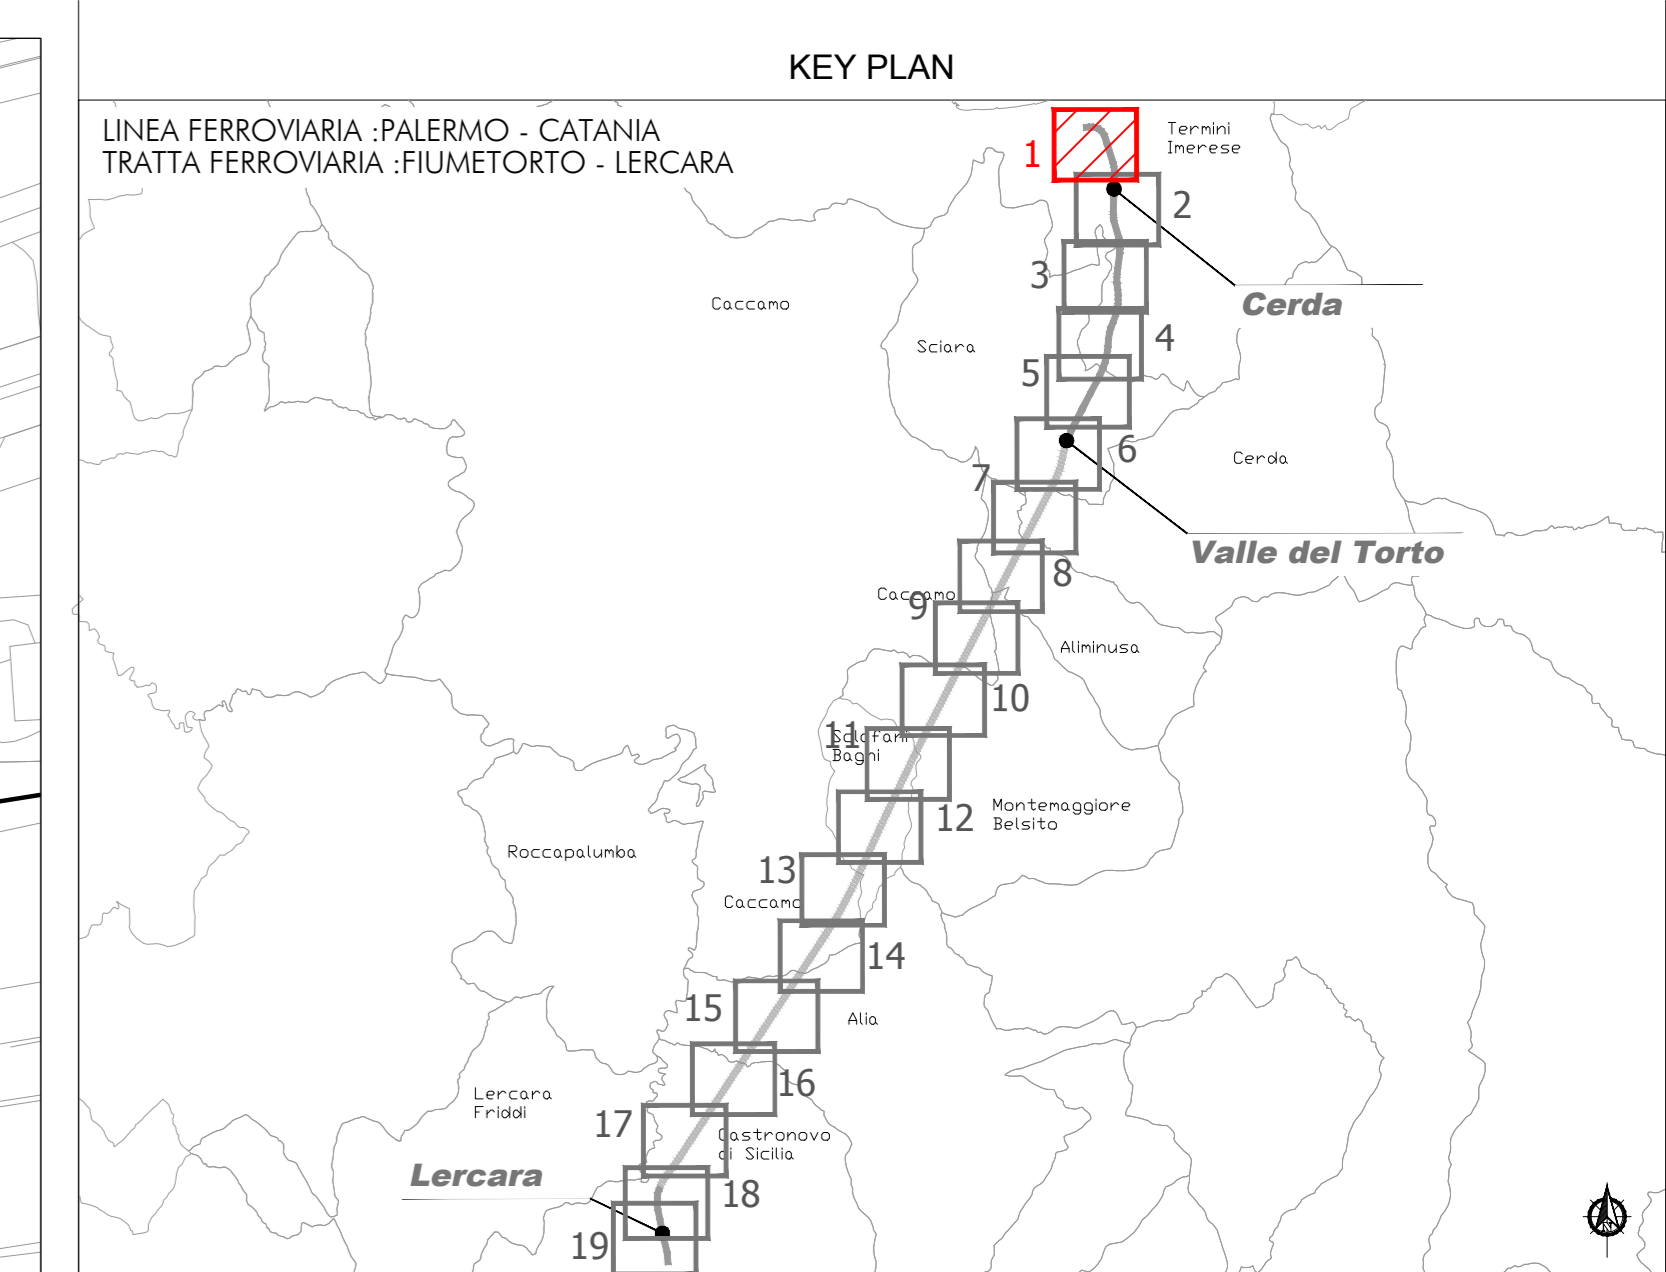 KEY PLAN
LINEA FERROVIARIA :PALERMO - CATANIA
TRATTA FERROVIARIA :FIUMETORTO - LERCARA
Termini
Imerese
1
2
3
Cerda
Caccamo
4
Sciara
5
6
Cerda
7
Valle del Torto
8
Caccamo
9
Aliminusa
10
11
Sclafani
Bagni
Montemaggiore
Belsito
12
Roccapalumba
13
Caccamo
14
15
Alia
16
Lercara
Friddi
17
Castronovo
di Sicilia
Lercara
18
19
N